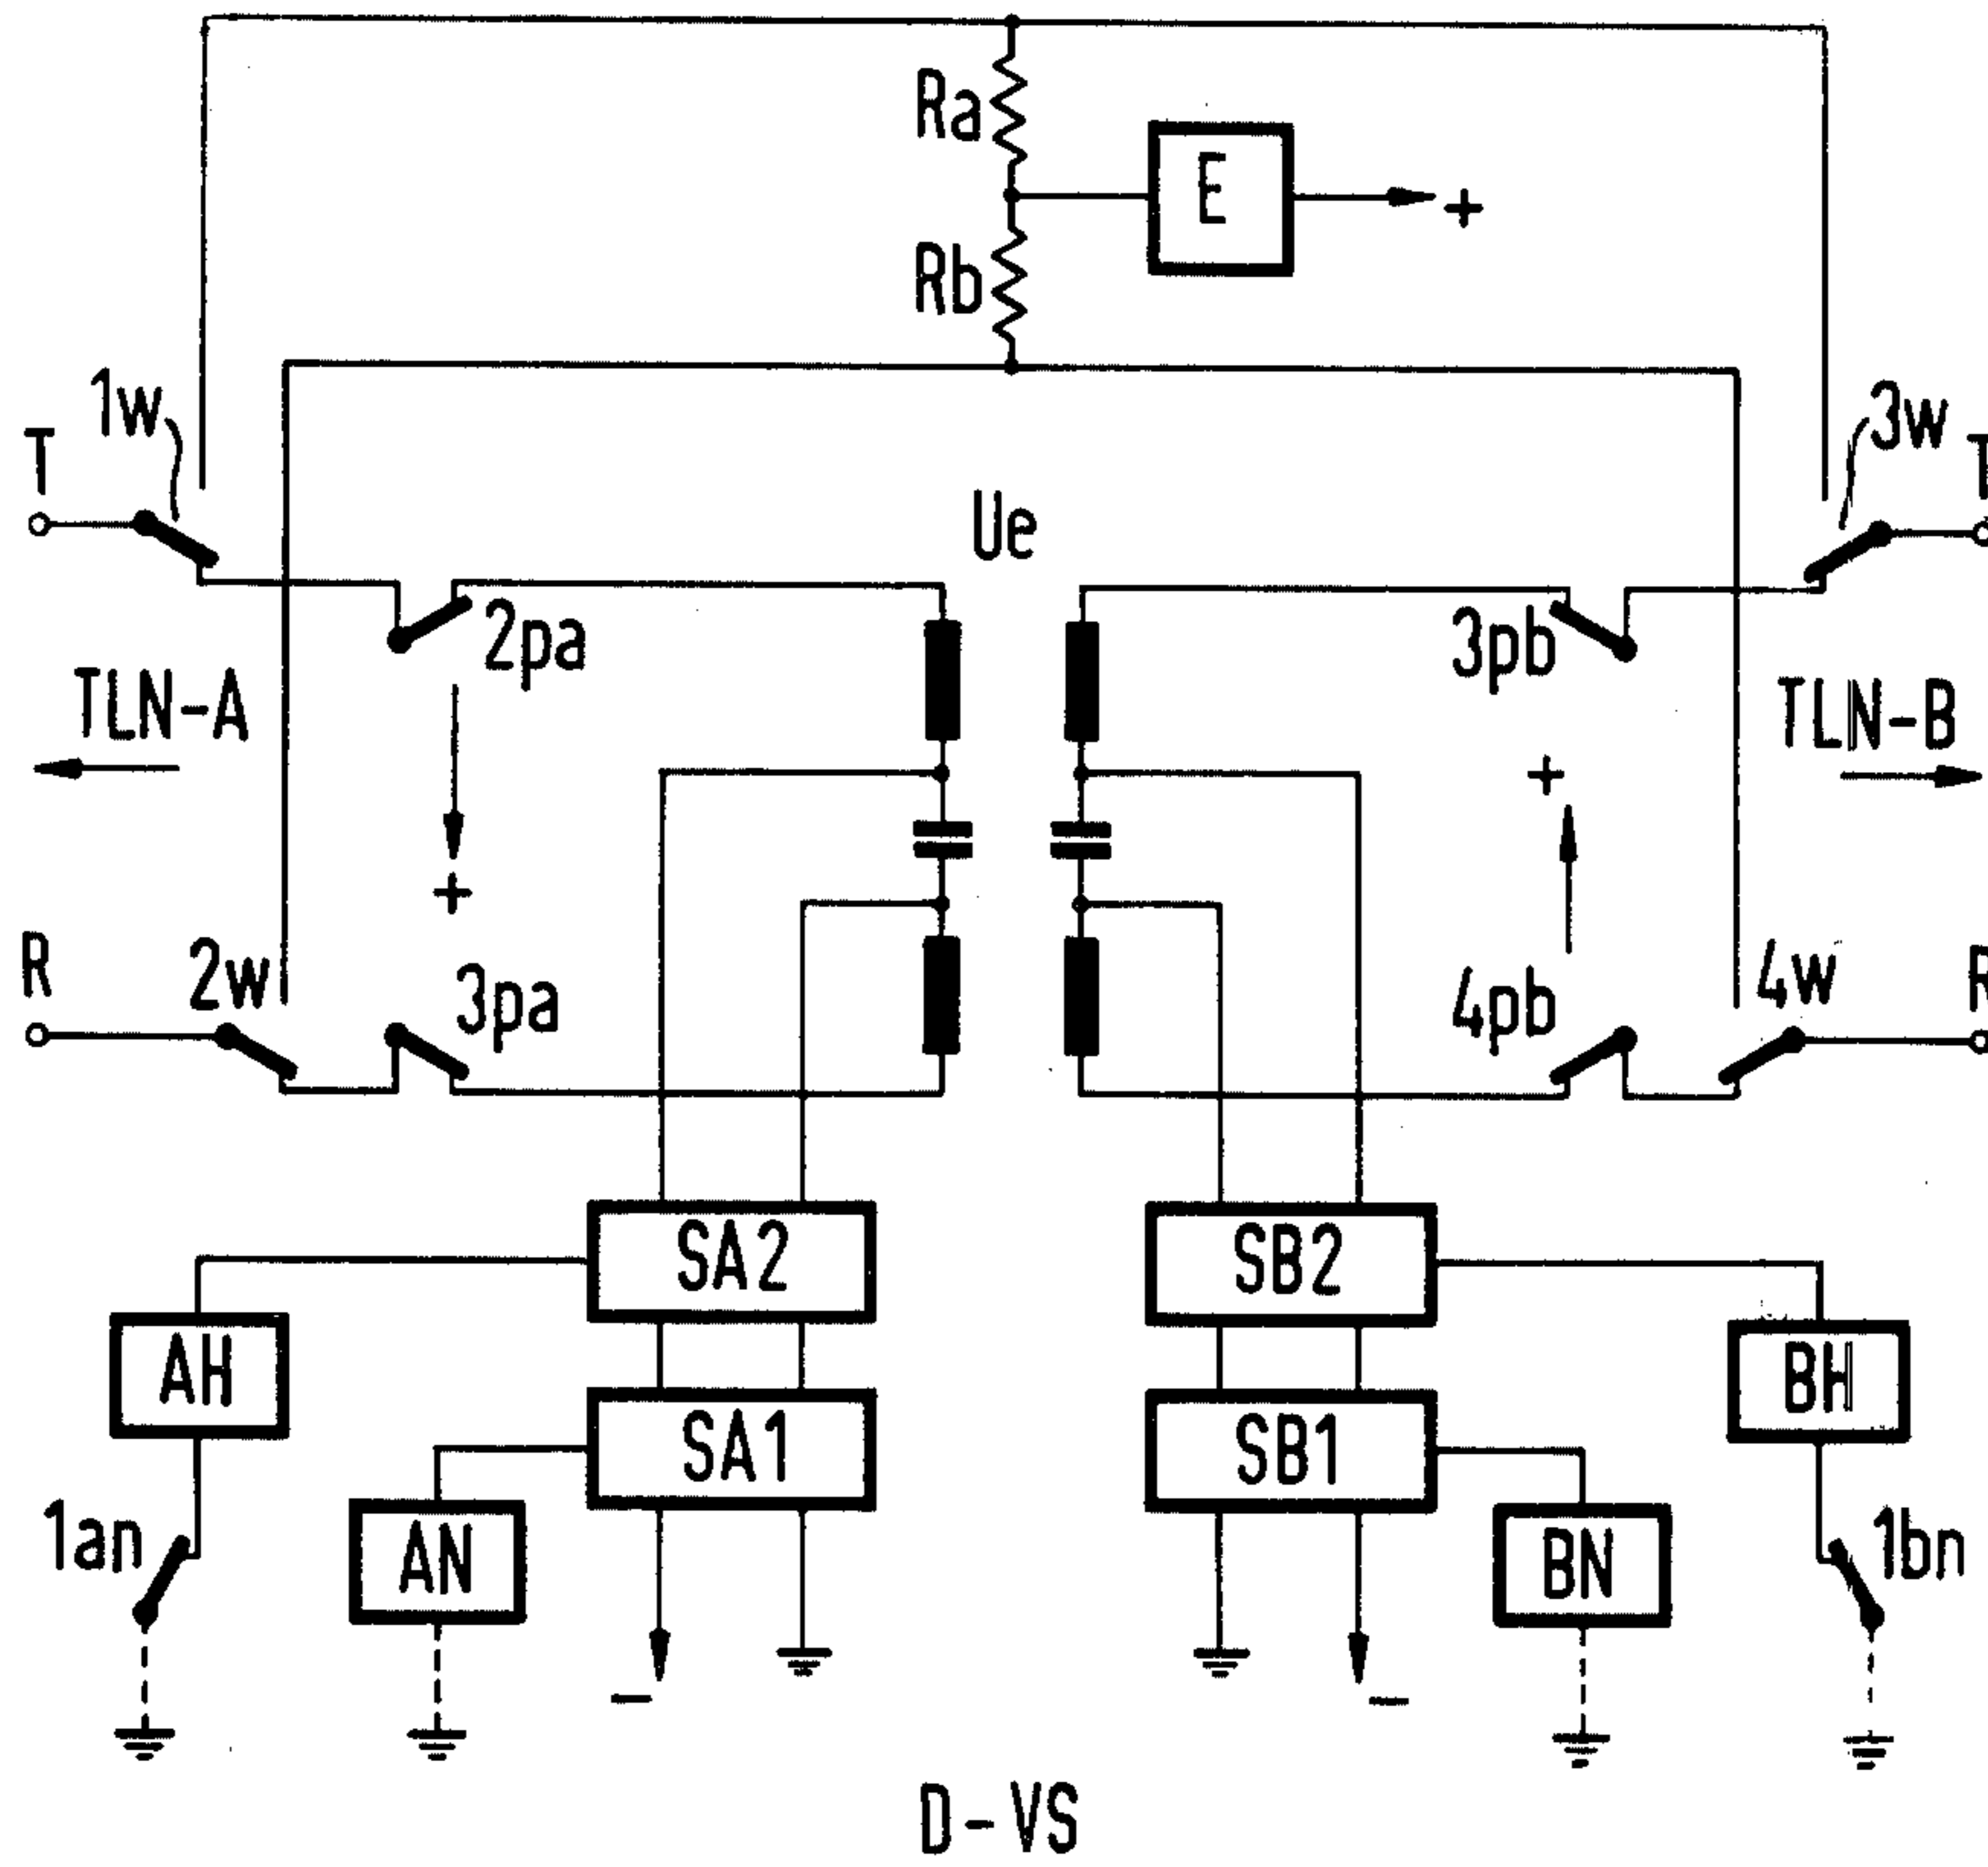 Ra
E
+
Rb
1w
3w
T
T
Ue
2pa
3pb
TLN-A
TLN-B
+
+
R
2w
3pa
4pb
4w
R
SA2
SB2
AH
BH
SA1
SB1
1an
AN
BN
1bn
-
-
D-VS